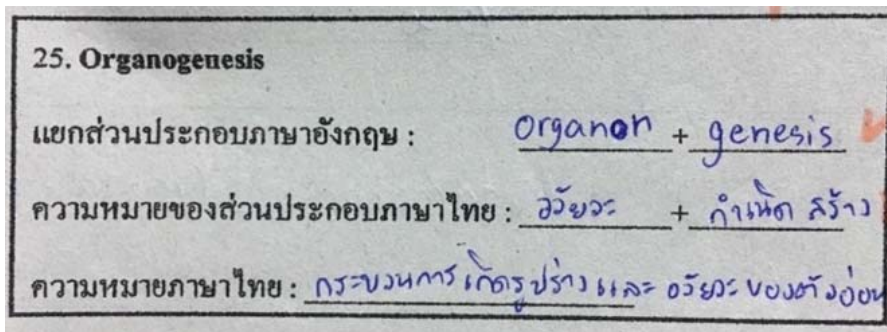 25. Organogenesis
แยกส่วนประกอบภาษาอังกฤษ : organon + genesis
ความหมายของส่วนประกอบภาษาไทย : อวัยวะ + กำเนิด สร้าง
ความหมายภาษาไทย : กระบวนการเกิดรูปร่างและ อวัยวะของตัวอ่อน